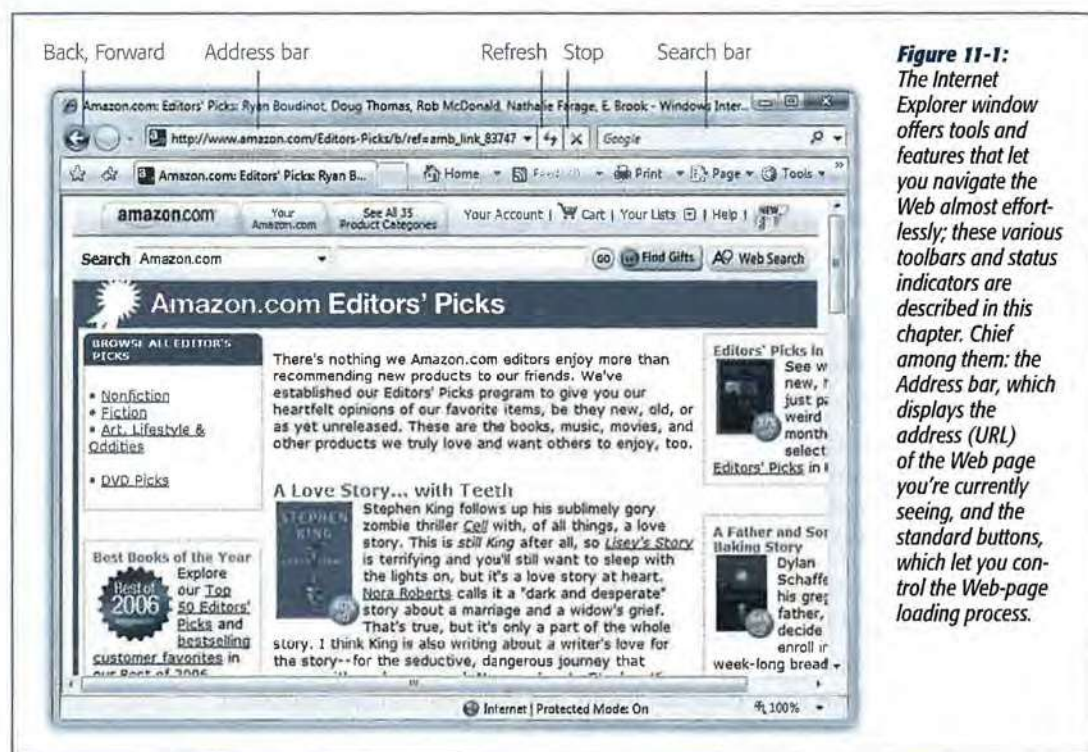 Back, Forward Address bar Refresh Stop Search bar
Amazon.com: Editors' Picks: Ryan Boudinot, Doug Thomas, Rob McDonald, Nathalie Farage, E. Brook - Windows Inter...
http://www.amazon.com/Editors-Picks/b/ref=amb_link_83747
Google
Amazon.com: Editors' Picks: Ryan B...
Home
Print
Page
Tools
amazon.com
Your
Amazon.com
See All 35
Product Categories
Your Account | Cart | Your Lists | Help |
NEW
Search Amazon.com
GO
Find Gifts
A9 Web Search
Amazon.com Editors' Picks
BROWSE ALL EDITOR'S
PICKS
• Nonfiction
• Fiction
• Art, Lifestyle &
Oddities
• DVD Picks
Best Books of the Year
Best of
2006
Explore
our Top
50 Editors'
Picks and
bestselling
customer favorites in
our Best of 2006
There's nothing we Amazon.com editors enjoy more than
recommending new products to our friends. We've
established our Editors' Picks program to give you our
heartfelt opinions of our favorite items, be they new, old, or
as yet unreleased. These are the books, music, movies, and
other products we truly love and want others to enjoy, too.
A Love Story... with Teeth
STEPHEN
KING
Stephen King follows up his sublimely gory
zombie thriller Cell with, of all things, a love
story. This is still King after all, so Lisey's Story
is terrifying and you'll still want to sleep with
the lights on, but it's a love story at heart.
Nora Roberts calls it a "dark and desperate"
story about a marriage and a widow's grief.
That's true, but it's only a part of the whole
story. I think King is also writing about a writer's love for
the story--for the seductive, dangerous journey that
Editors' Picks in
See w
new, r
just pa
weird
month
select
Editors' Picks in
A Father and Son
Baking Story
Dylan
Schaffe
his greg
father,
decide
enroll in
week-long bread
Internet | Protected Mode: On
100%
Figure 11-1:
The Internet
Explorer window
offers tools and
features that let
you navigate the
Web almost effort-
lessly; these various
toolbars and status
indicators are
described in this
chapter. Chief
among them: the
Address bar, which
displays the
address (URL)
of the Web page
you're currently
seeing, and the
standard buttons,
which let you con-
trol the Web-page
loading process.